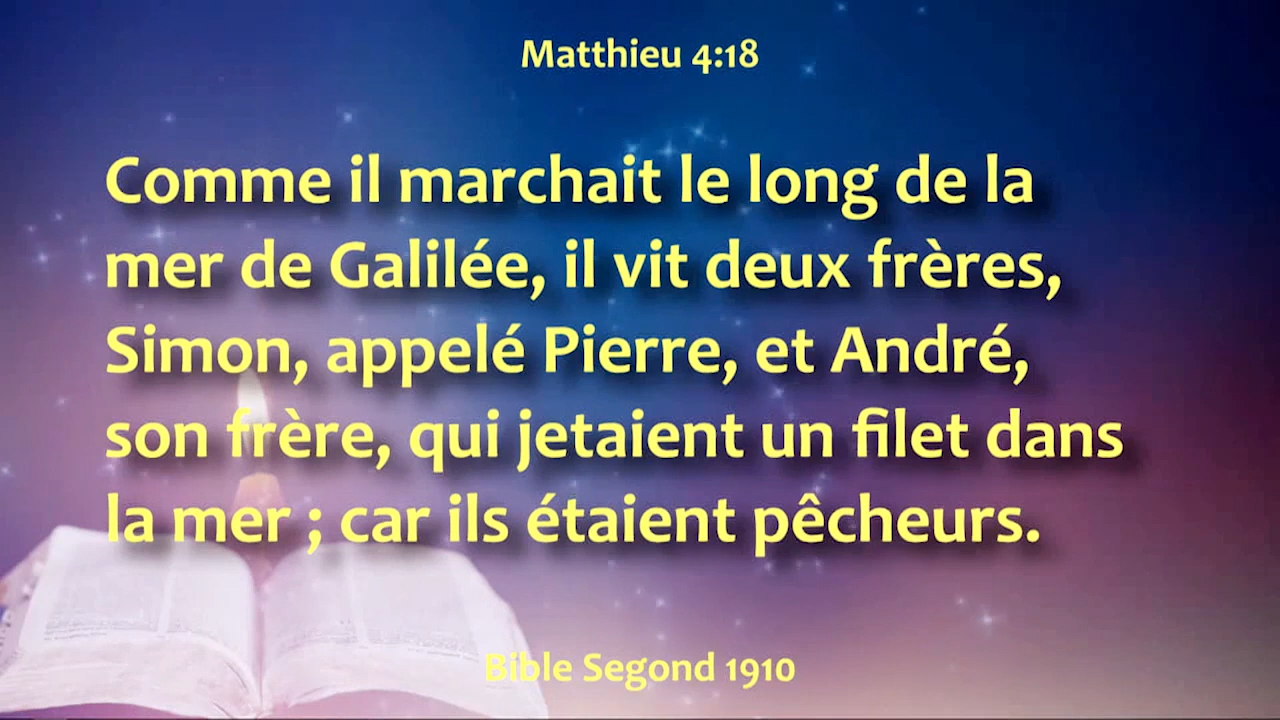 Matthieu 4:18
Comme il marchait le long de la
mer de Galilée, il vit deux frères,
Simon, appelé Pierre, et André,
son frère, qui jetaient un filet dans
la mer ; car ils étaient pêcheurs.
Bible Segond 1910